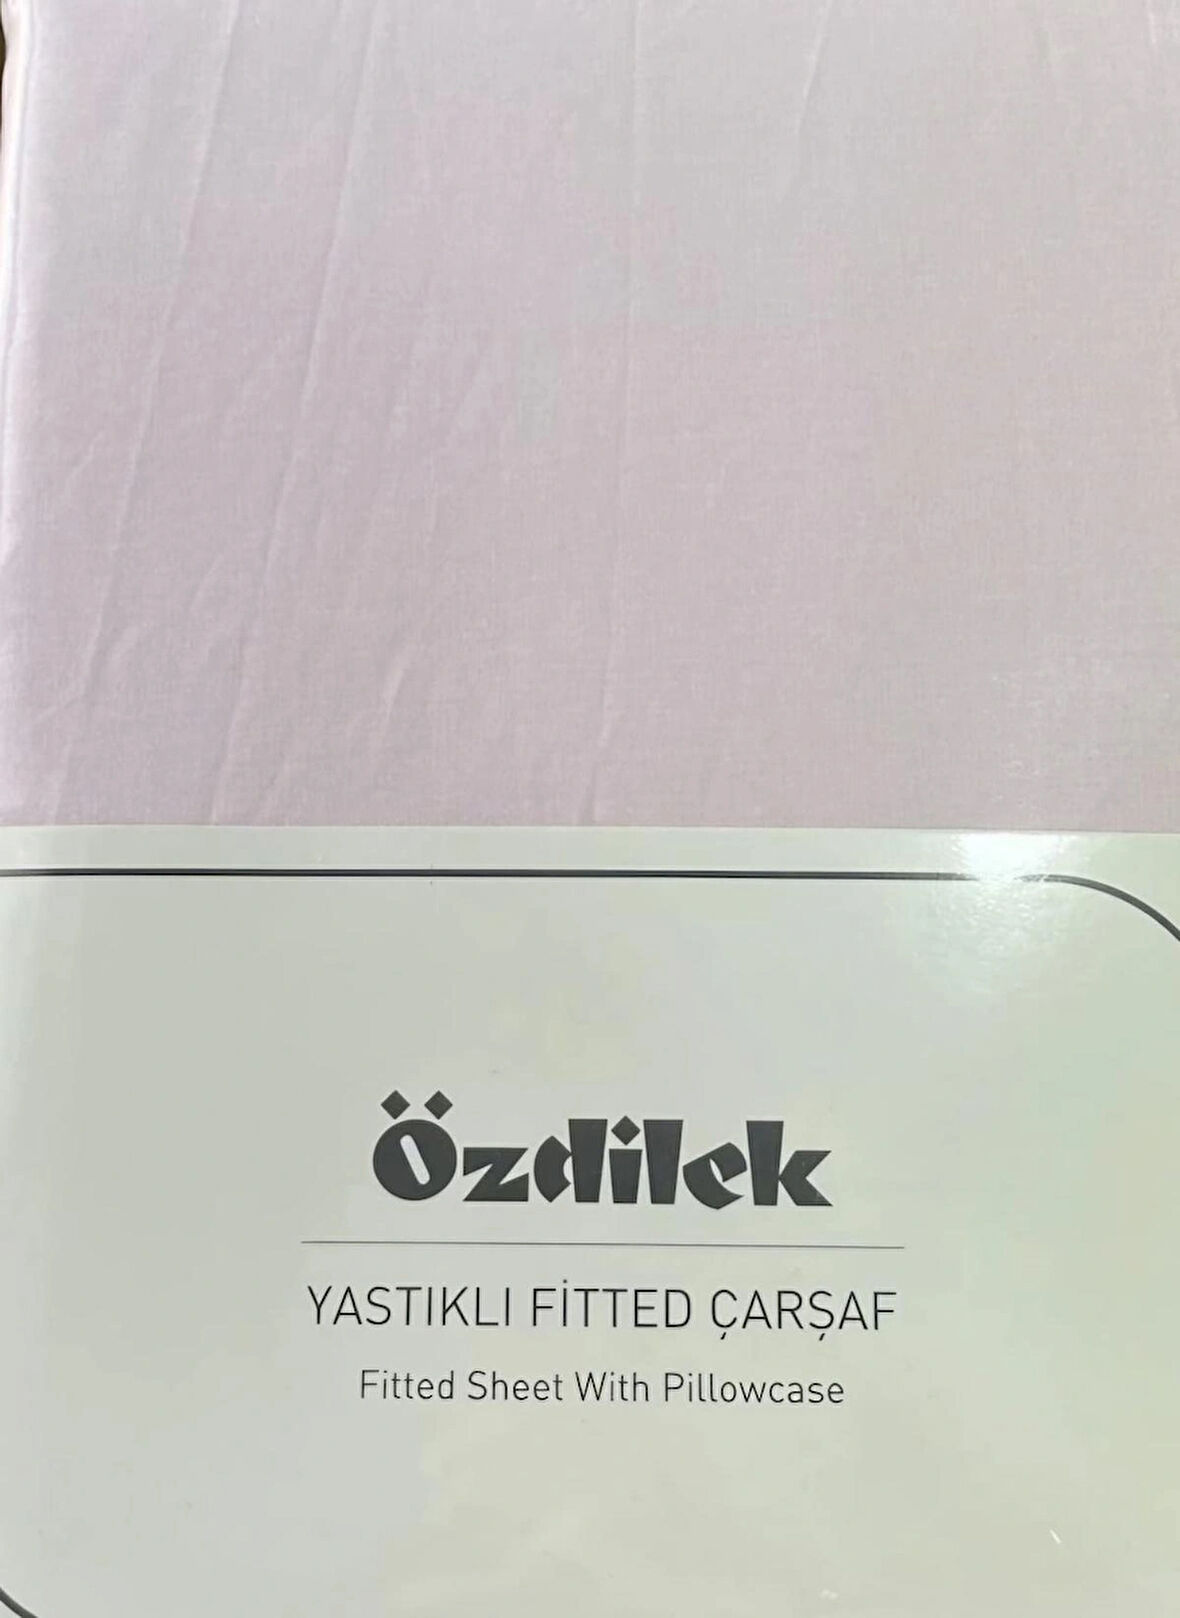 Özdilek
YASTIKLI FİTTED ÇARŞAF
Fitted Sheet With Pillowcase